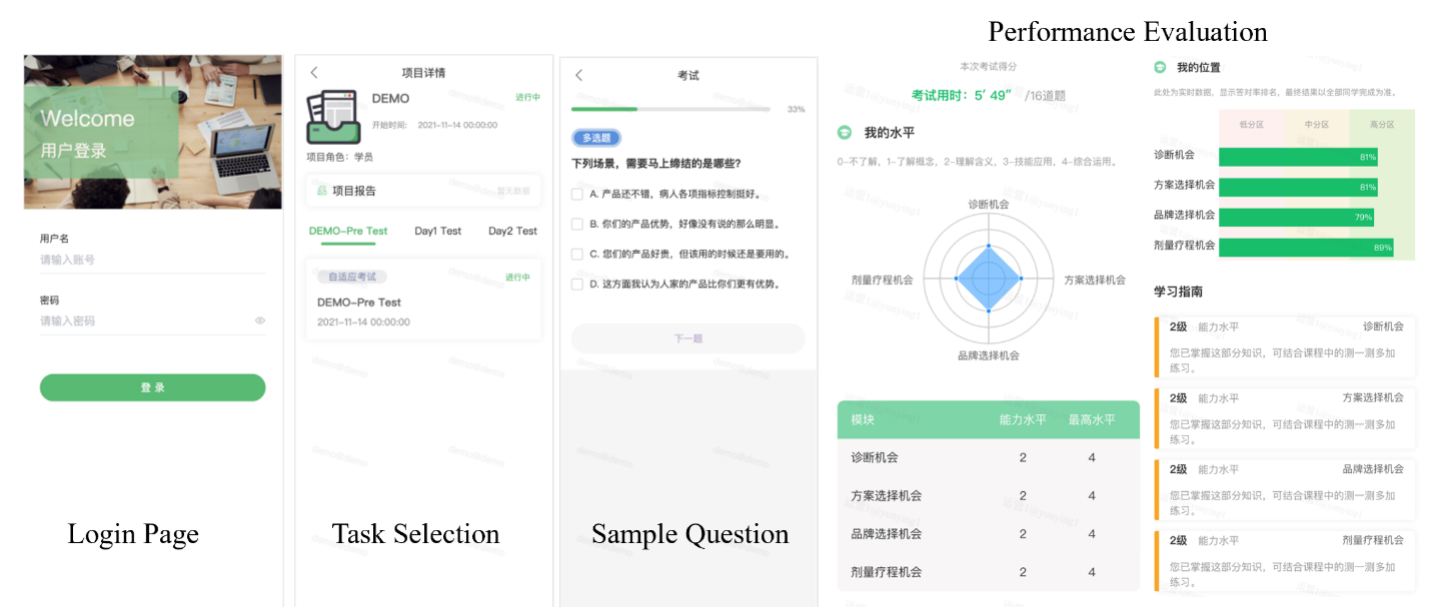 Performance Evaluation
Welcome
用户登录
用户名
请输入账号
密码
请输入密码
登 录
Login Page
项目详情
DEMO
进行中
开始时间: 2021-11-14 00:00:00
项目角色: 学员
项目报告
暂无数据
DEMO-Pre Test Day1 Test Day2 Test
自适应考试
进行中
DEMO-Pre Test
2021-11-14 00:00:00
Task Selection
考试
33%
多选题
下列场景，需要马上缔结的是哪些?
A. 产品还不错，病人各项指标控制挺好。
B. 你们的产品优势，好像没有说的那么明显。
C. 您们的产品好贵，但该用的时候还是要用的。
D. 这方面我认为人家的产品比你们更有优势。
下一题
Sample Question
本次考试得分
考试用时: 5′ 49″ /16道题
我的水平
0-不了解，1-了解概念，2-理解含义，3-技能应用，4-综合运用。
诊断机会
剂量疗程机会
方案选择机会
品牌选择机会
模块 能力水平 最高水平
诊断机会 2 4
方案选择机会 2 4
品牌选择机会 2 4
剂量疗程机会 2 4
我的位置
此处为实时数据，显示答对率排名，最终结果以全部同学完成为准。
低分区 中分区 高分区
诊断机会 81%
方案选择机会 81%
品牌选择机会 79%
剂量疗程机会 89%
学习指南
2级 能力水平 诊断机会
您已掌握这部分知识，可结合课程中的测一测多加
练习。
2级 能力水平 方案选择机会
您已掌握这部分知识，可结合课程中的测一测多加
练习。
2级 能力水平 品牌选择机会
您已掌握这部分知识，可结合课程中的测一测多加
练习。
2级 能力水平 剂量疗程机会
您已掌握这部分知识，可结合课程中的测一测多加
练习。